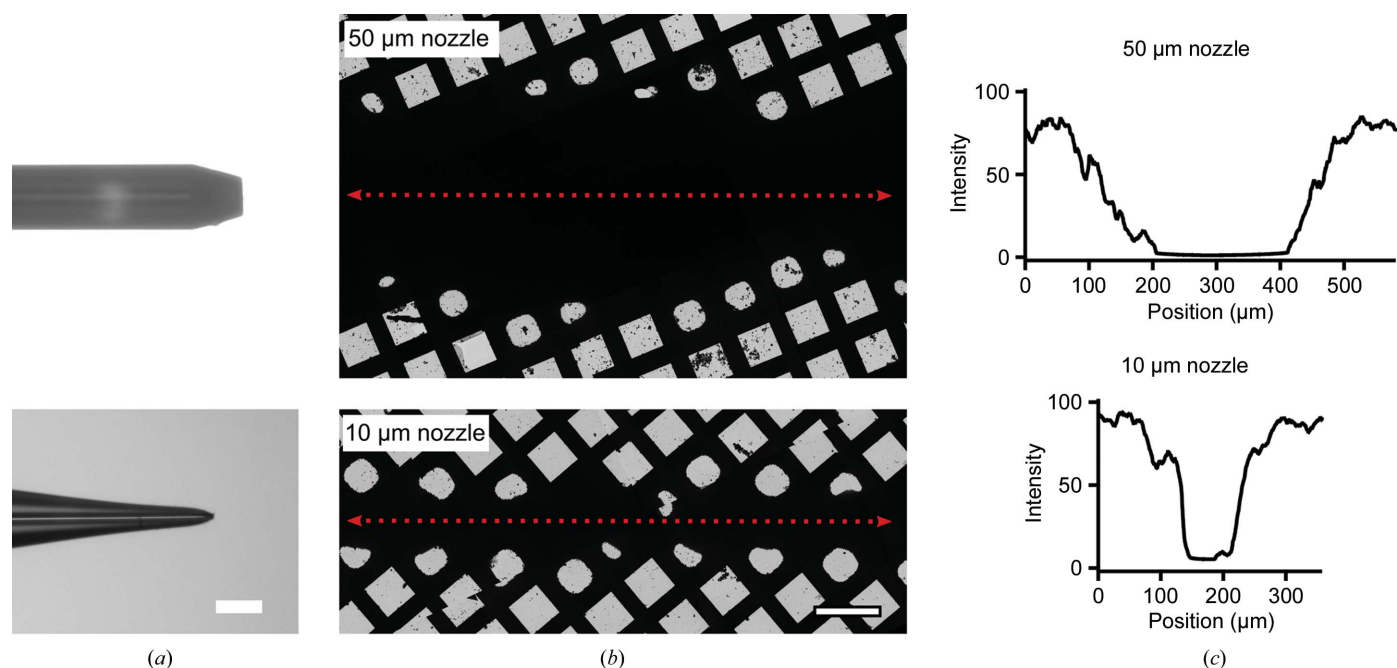 50 µm nozzle
10 µm nozzle
50 µm nozzle
100
50
0
Intensity
0 100 200 300 400 500
Position (µm)
10 µm nozzle
100
50
0
Intensity
0 100 200 300
Position (µm)
(a) (b) (c)